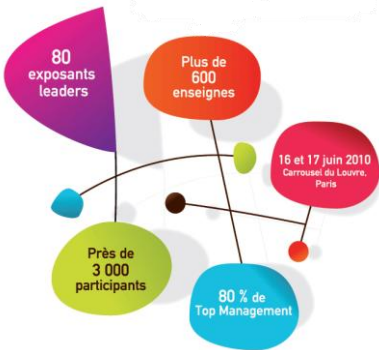 80
exposants
leaders
Plus de
600
enseignes
16 et 17 juin 2010
Carrousel du Louvre,
Paris
Près de
3 000
participants
80 % de
Top Management